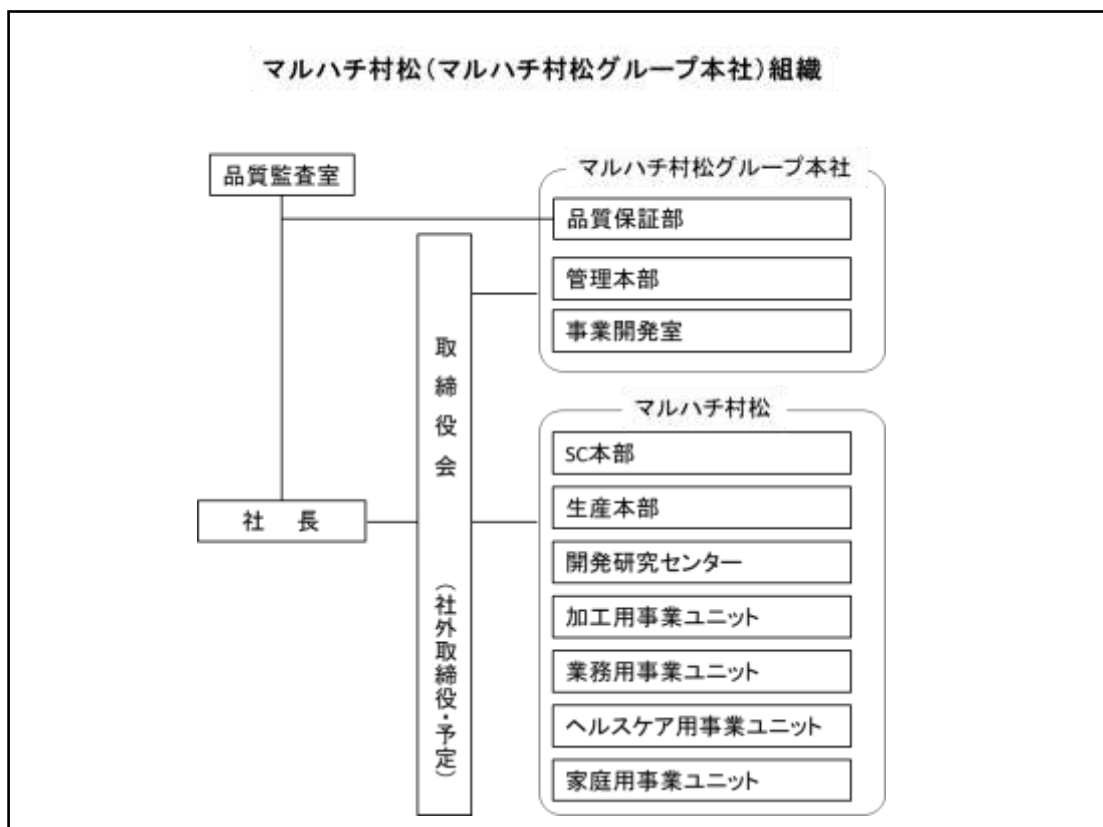 マルハチ村松(マルハチ村松グループ本社)組織
品質監査室
マルハチ村松グループ本社
品質保証部
管理本部
事業開発室
取締役会
(社外取締役・予定)
社　長
マルハチ村松
SC本部
生産本部
開発研究センター
加工用事業ユニット
業務用事業ユニット
ヘルスケア用事業ユニット
家庭用事業ユニット